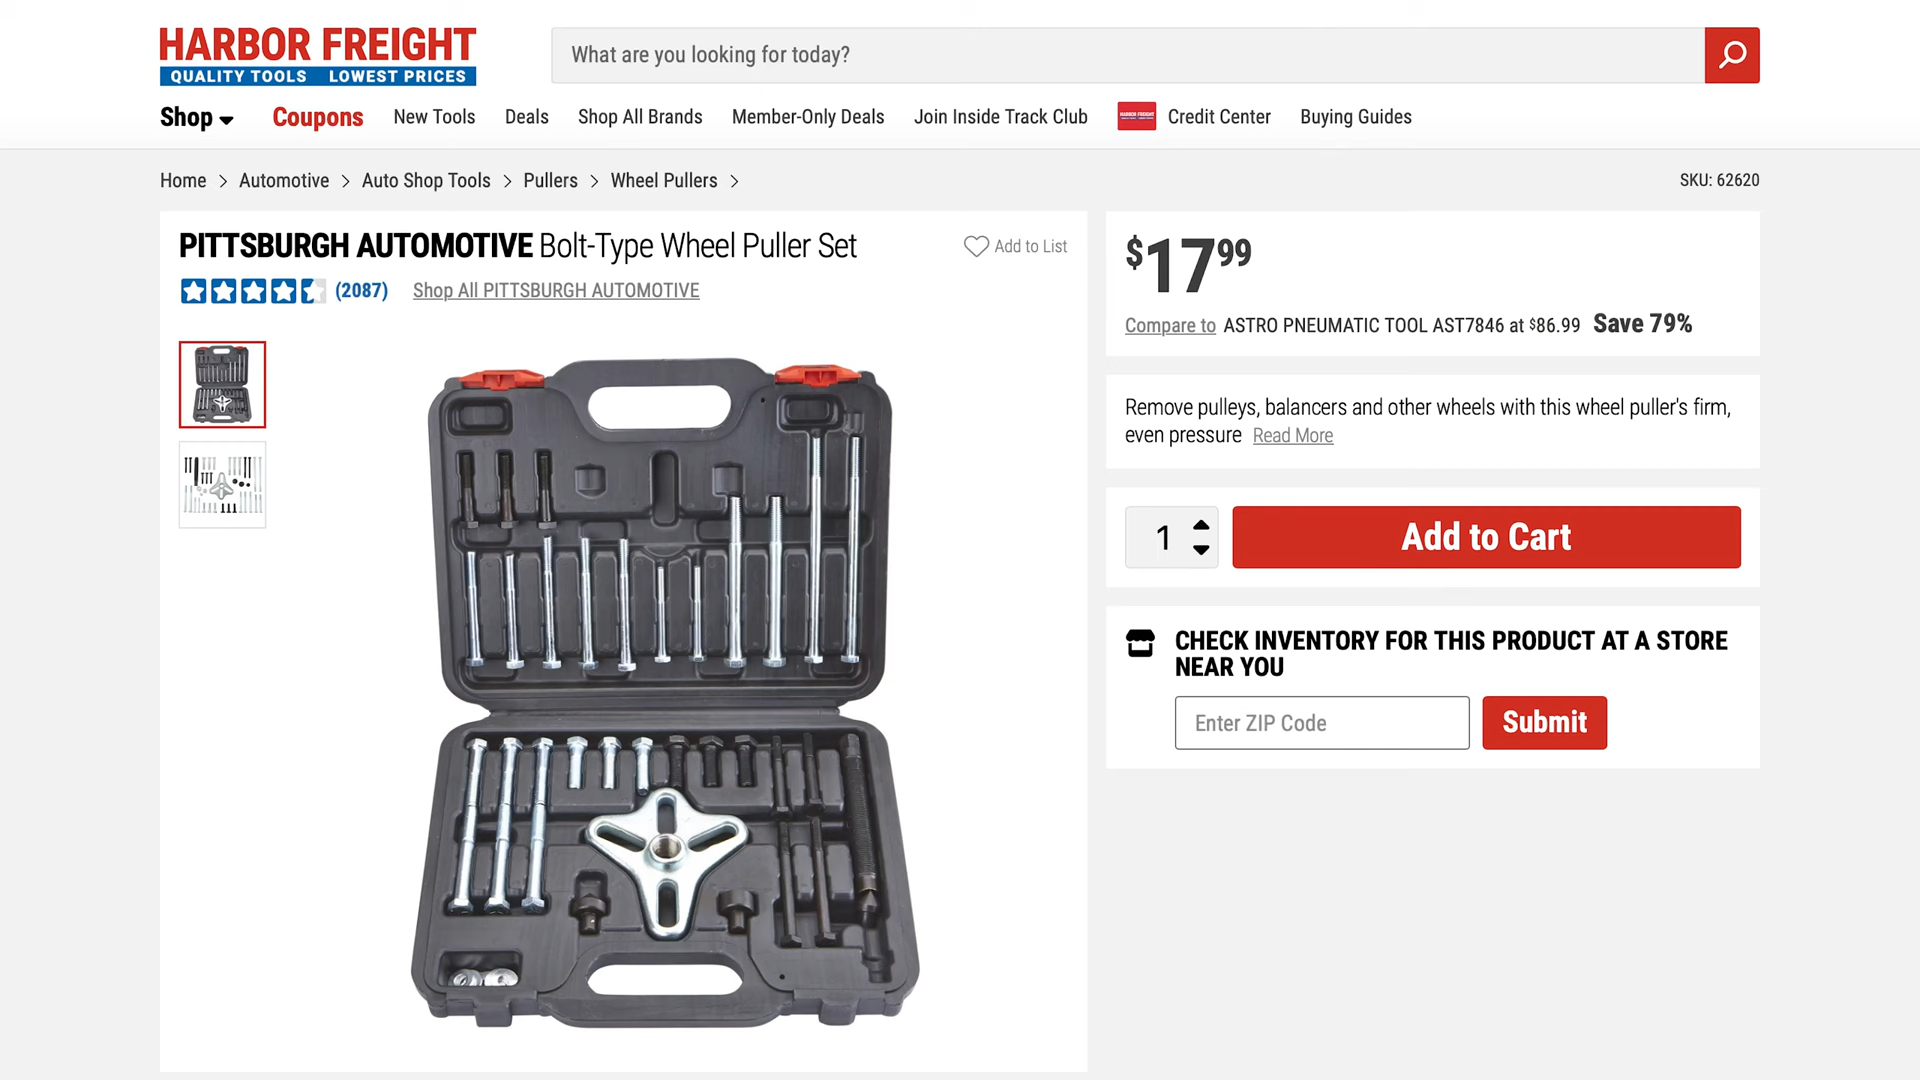 HARBOR FREIGHT
QUALITY TOOLS LOWEST PRICES
What are you looking for today?
Shop Coupons New Tools Deals Shop All Brands Member-Only Deals Join Inside Track Club HARBOR FREIGHT Credit Center Buying Guides
Home > Automotive > Auto Shop Tools > Pullers > Wheel Pullers >
SKU: 62620
PITTSBURGH AUTOMOTIVE Bolt-Type Wheel Puller Set
Add to List
(2087) Shop All PITTSBURGH AUTOMOTIVE
$17.99
Compare to ASTRO PNEUMATIC TOOL AST7846 at $86.99 Save 79%
Remove pulleys, balancers and other wheels with this wheel puller's firm,
even pressure Read More
1 Add to Cart
CHECK INVENTORY FOR THIS PRODUCT AT A STORE
NEAR YOU
Enter ZIP Code Submit